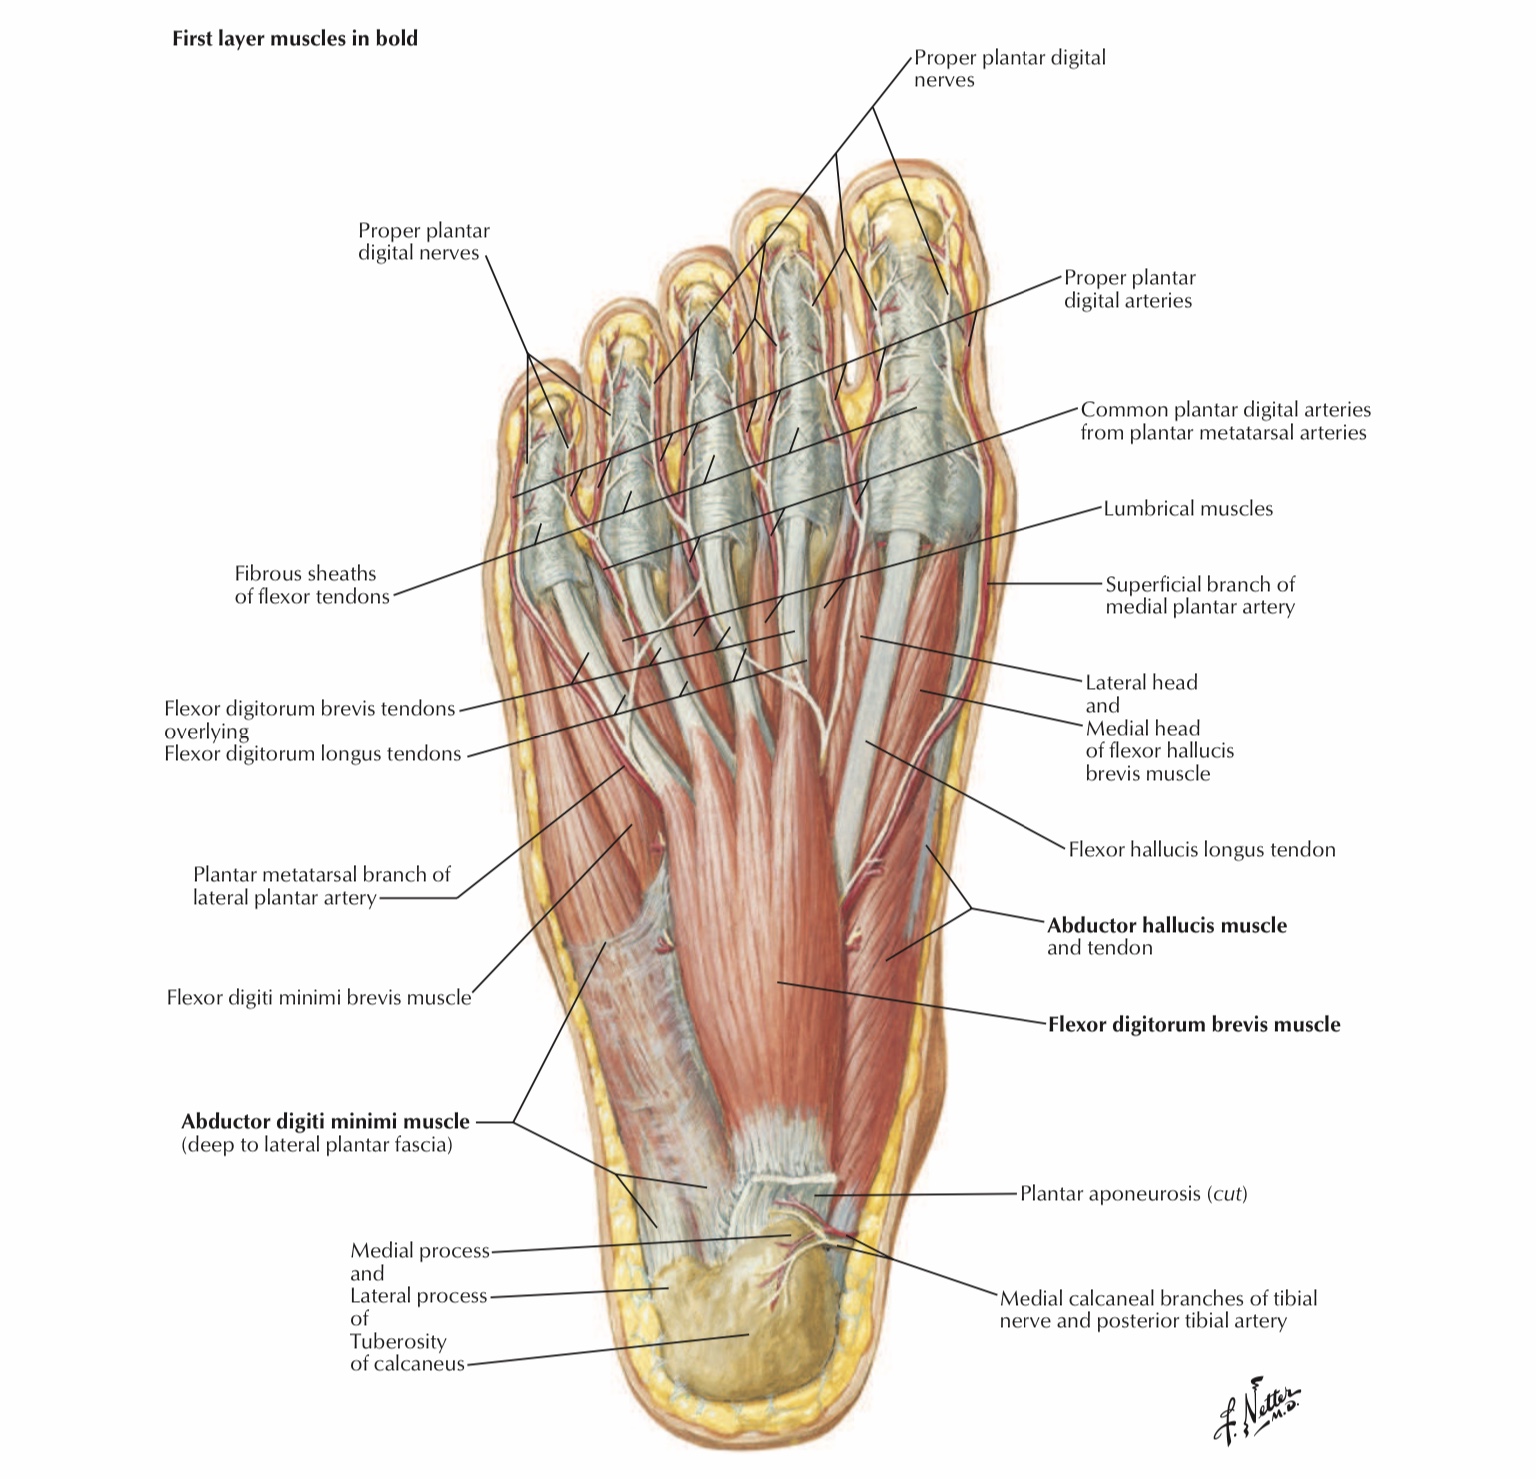 First layer muscles in bold
Proper plantar digital
nerves
Proper plantar
digital nerves
Proper plantar
digital arteries
Common plantar digital arteries
from plantar metatarsal arteries
Lumbrical muscles
Fibrous sheaths
of flexor tendons
Superficial branch of
medial plantar artery
Lateral head
and
Medial head
of flexor hallucis
brevis muscle
Flexor digitorum brevis tendons
overlying
Flexor digitorum longus tendons
Flexor hallucis longus tendon
Plantar metatarsal branch of
lateral plantar artery
Abductor hallucis muscle
and tendon
Flexor digiti minimi brevis muscle
Flexor digitorum brevis muscle
Abductor digiti minimi muscle
(deep to lateral plantar fascia)
Plantar aponeurosis (cut)
Medial process
and
Lateral process
of
Tuberosity
of calcaneus
Medial calcaneal branches of tibial
nerve and posterior tibial artery
F. Netter
M.D.